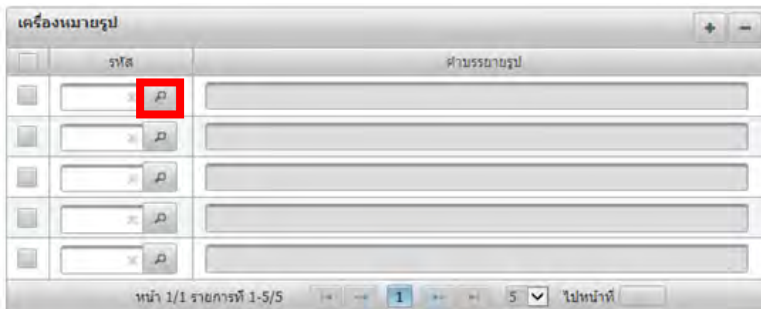 เครื่องหมายรูป
รหัส คำบรรยายรูป
หน้า 1/1 รายการที่ 1-5/5 1 5 ไปหน้าที่